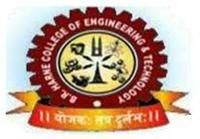 B.R. HARNE COLLEGE OF ENGINEERING & TECHNOLOGY
।। योजकः तत्र दुर्लभः ।।